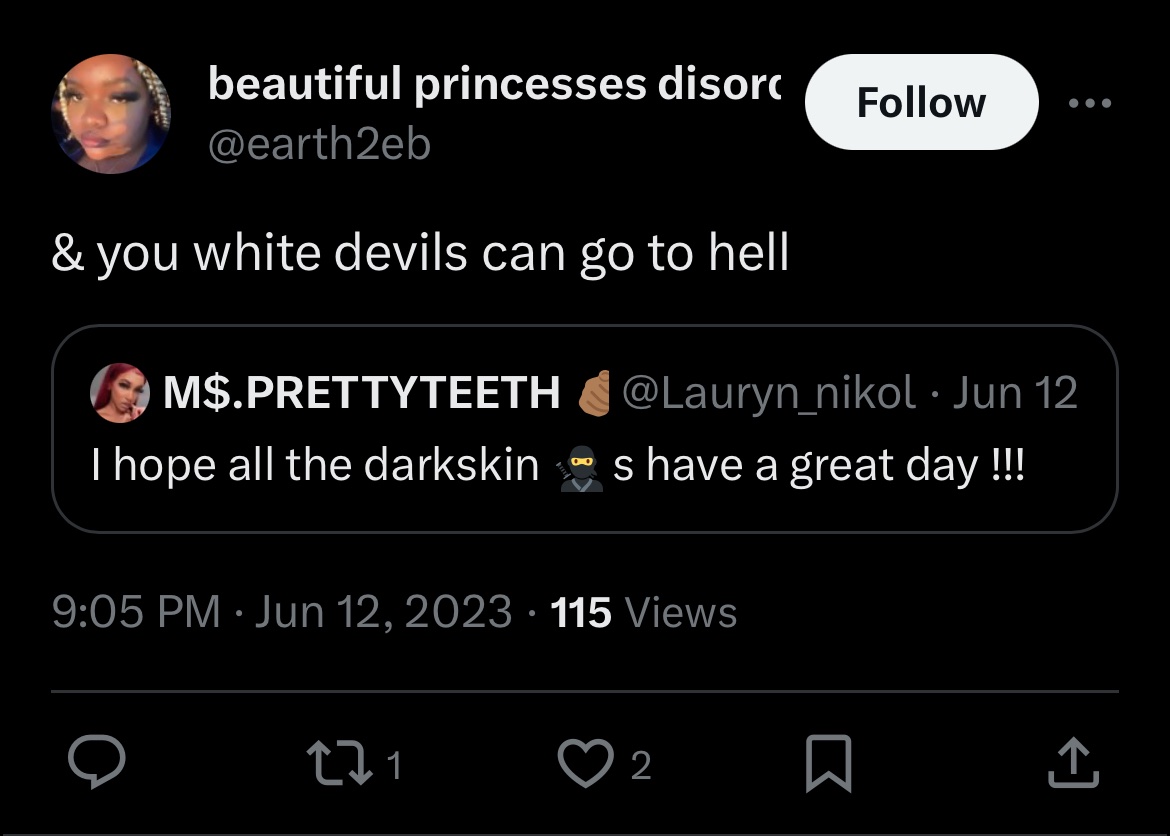 beautiful princesses disorc
Follow
@earth2eb
& you white devils can go to hell
M$.PRETTYTEETH @Lauryn_nikol · Jun 12
I hope all the darkskin 🥷s have a great day !!!
9:05 PM · Jun 12, 2023 · 115 Views
1 2